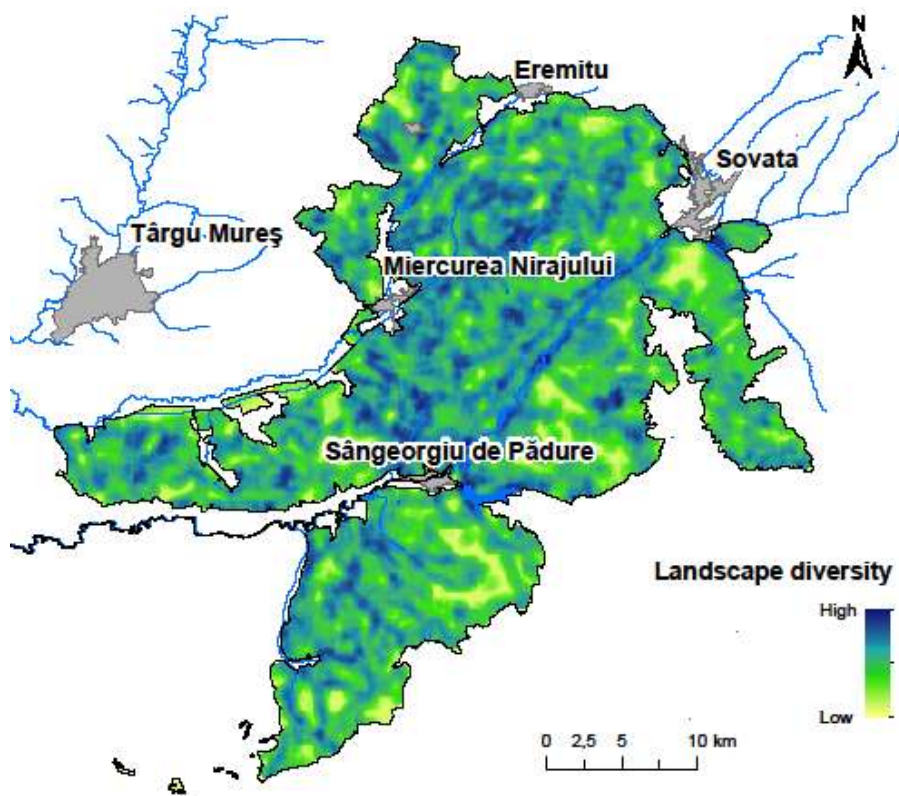 N
Eremitu
Sovata
Târgu Mureş
Miercurea Nirajului
Sângeorgiu de Pădure
Landscape diversity
High
Low
0 2,5 5 10 km